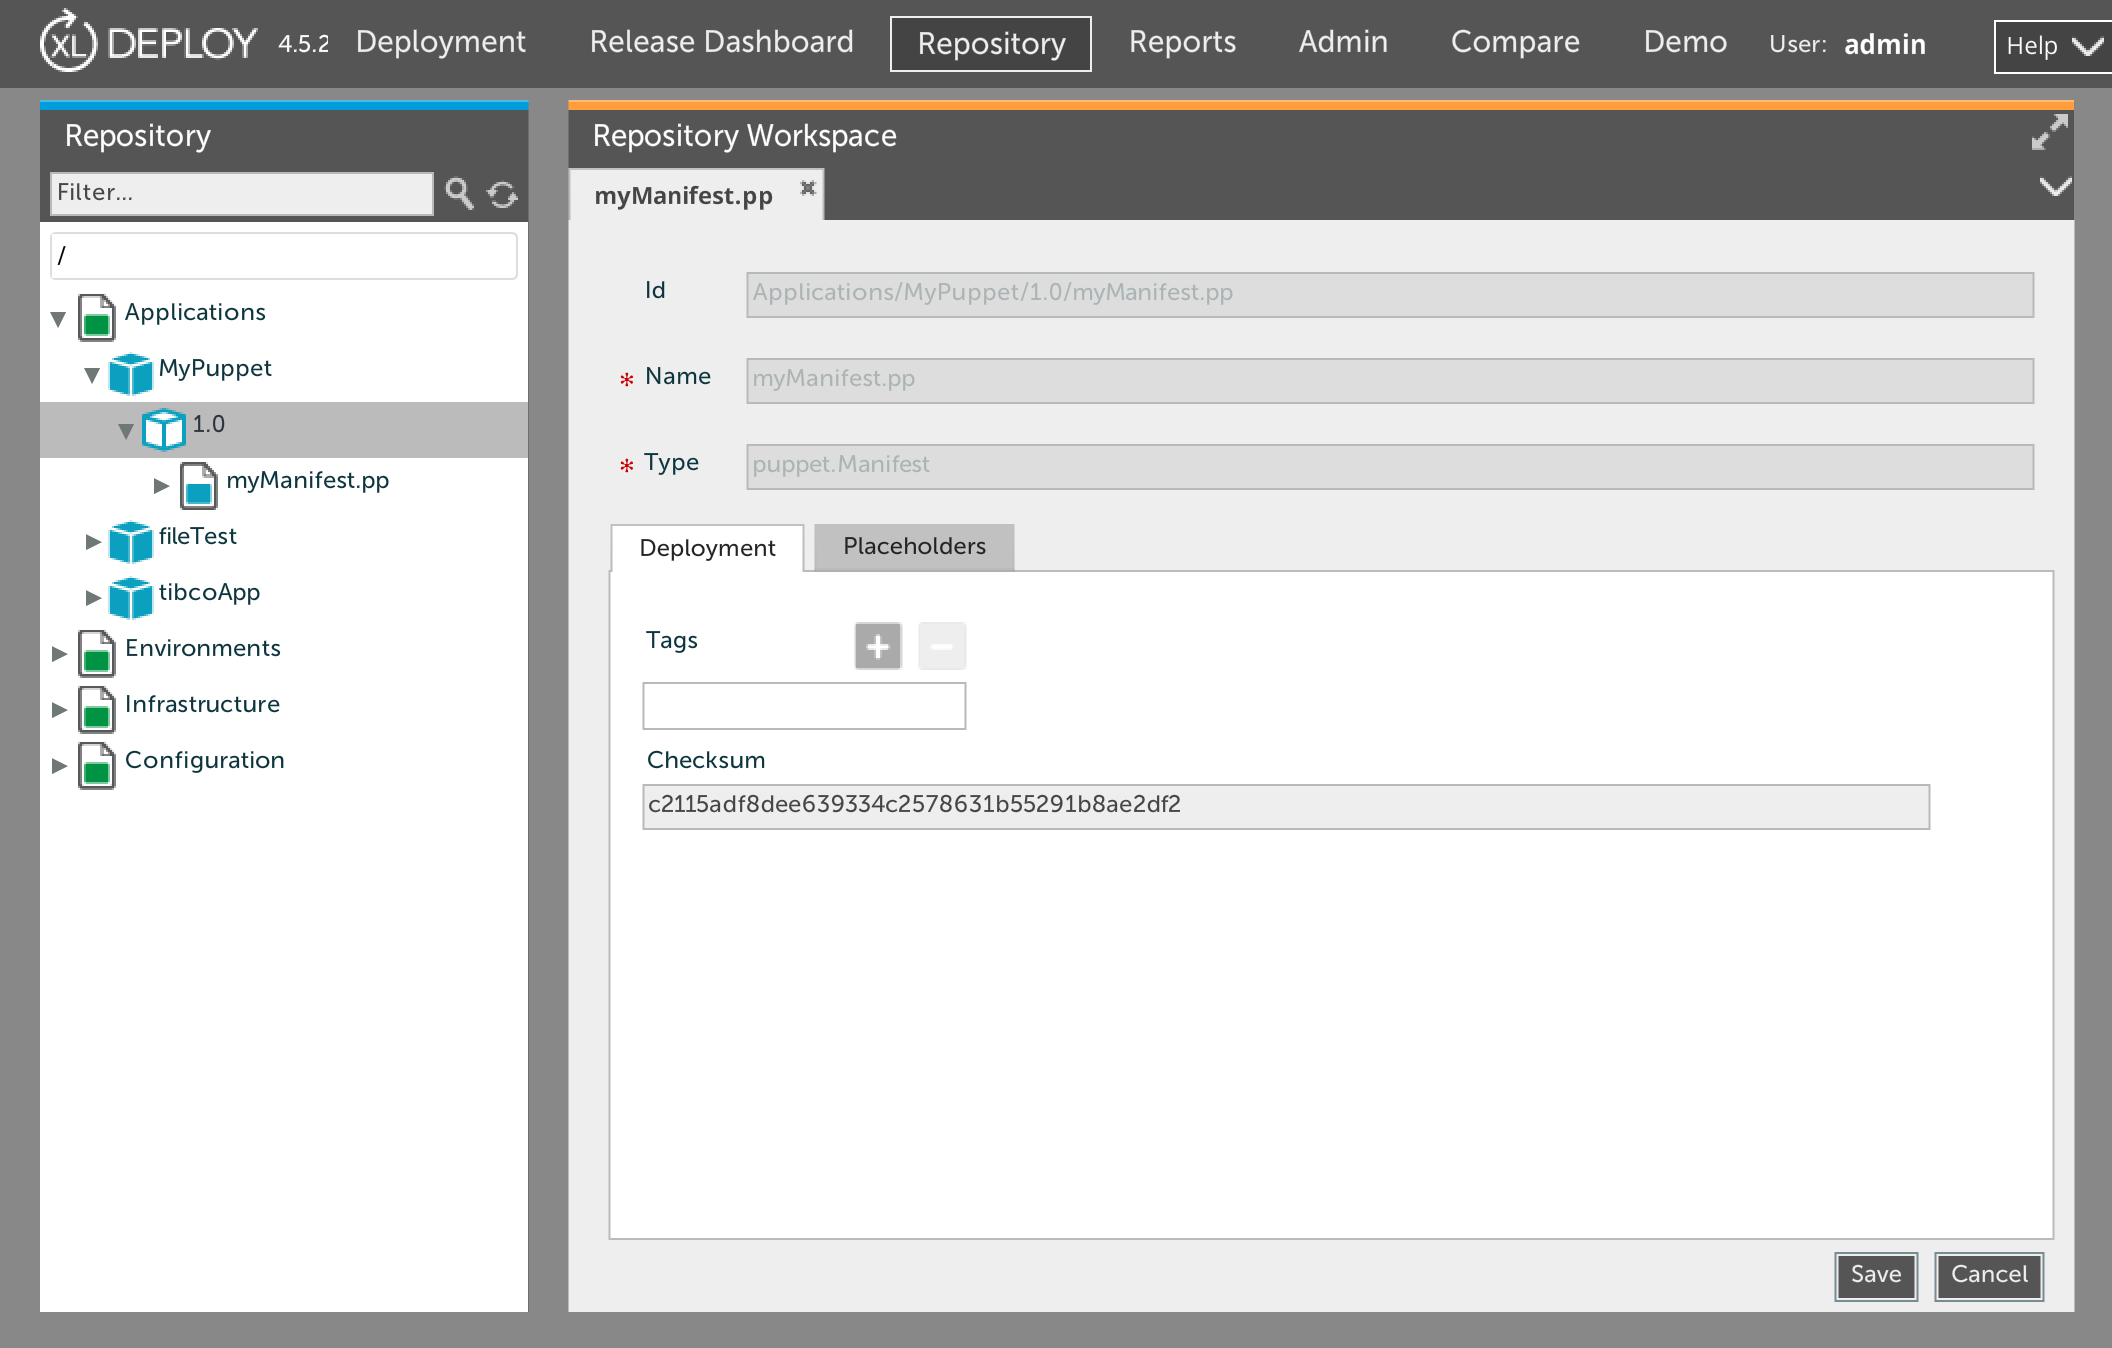 XL DEPLOY 4.5.2 Deployment Release Dashboard Repository Reports Admin Compare Demo User: admin Help
Repository
Filter...
/
Applications
MyPuppet
1.0
myManifest.pp
fileTest
tibcoApp
Environments
Infrastructure
Configuration
Repository Workspace
myManifest.pp
Id Applications/MyPuppet/1.0/myManifest.pp
* Name myManifest.pp
* Type puppet.Manifest
Deployment Placeholders
Tags
Checksum
c2115adf8dee639334c2578631b55291b8ae2df2
Save Cancel